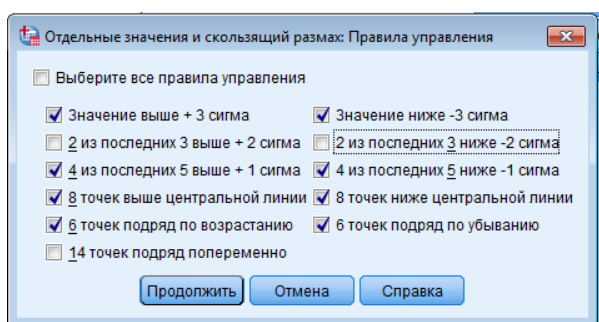 Отдельные значения и скользящий размах: Правила управления
Выберите все правила управления
Значение выше + 3 сигма Значение ниже -3 сигма
2 из последних 3 выше + 2 сигма 2 из последних 3 ниже -2 сигма
4 из последних 5 выше + 1 сигма 4 из последних 5 ниже -1 сигма
8 точек выше центральной линии 8 точек ниже центральной линии
6 точек подряд по возрастанию 6 точек подряд по убыванию
14 точек подряд попеременно
Продолжить Отмена Справка